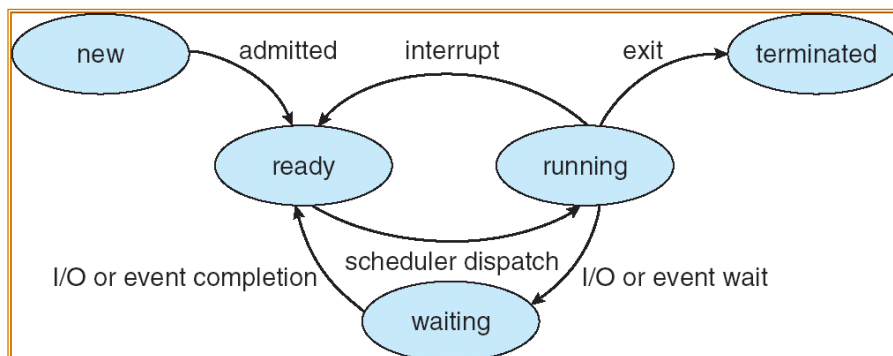 new
admitted
interrupt
exit
terminated
ready
running
I/O or event completion
scheduler dispatch
I/O or event wait
waiting